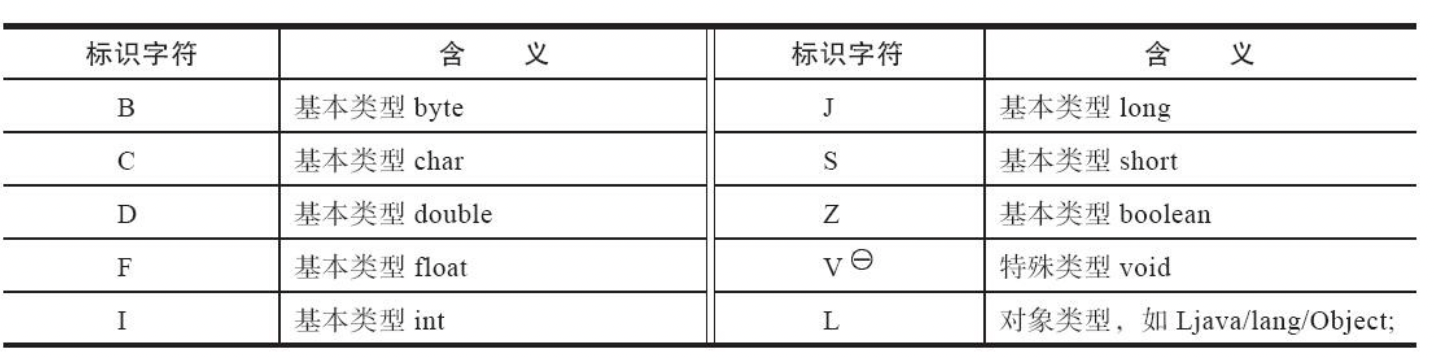 标识字符 含 义 标识字符 含 义
B 基本类型 byte J 基本类型 long
C 基本类型 char S 基本类型 short
D 基本类型 double Z 基本类型 boolean
F 基本类型 float V ㊀ 特殊类型 void
I 基本类型 int L 对象类型，如 Ljava/lang/Object;